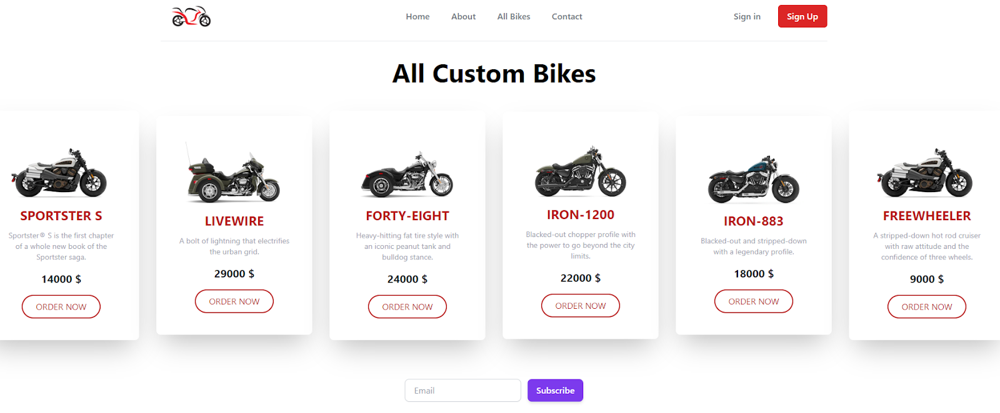 Home About All Bikes Contact Sign in Sign Up
All Custom Bikes
SPORTSTER S
Sportster® S is the first chapter
of a whole new book of the
Sportster saga.
14000 $
ORDER NOW
LIVEWIRE
A bolt of lightning that electrifies
the urban grid.
29000 $
ORDER NOW
FORTY-EIGHT
Heavy-hitting fat tire style with
an iconic peanut tank and
bulldog stance.
24000 $
ORDER NOW
IRON-1200
Blacked-out chopper profile with
the power to go beyond the city
limits.
22000 $
ORDER NOW
IRON-883
Blacked-out and stripped-down
with a legendary profile.
18000 $
ORDER NOW
FREEWHEELER
A stripped-down hot rod cruiser
with raw attitude and the
confidence of three wheels.
9000 $
ORDER NOW
Email Subscribe